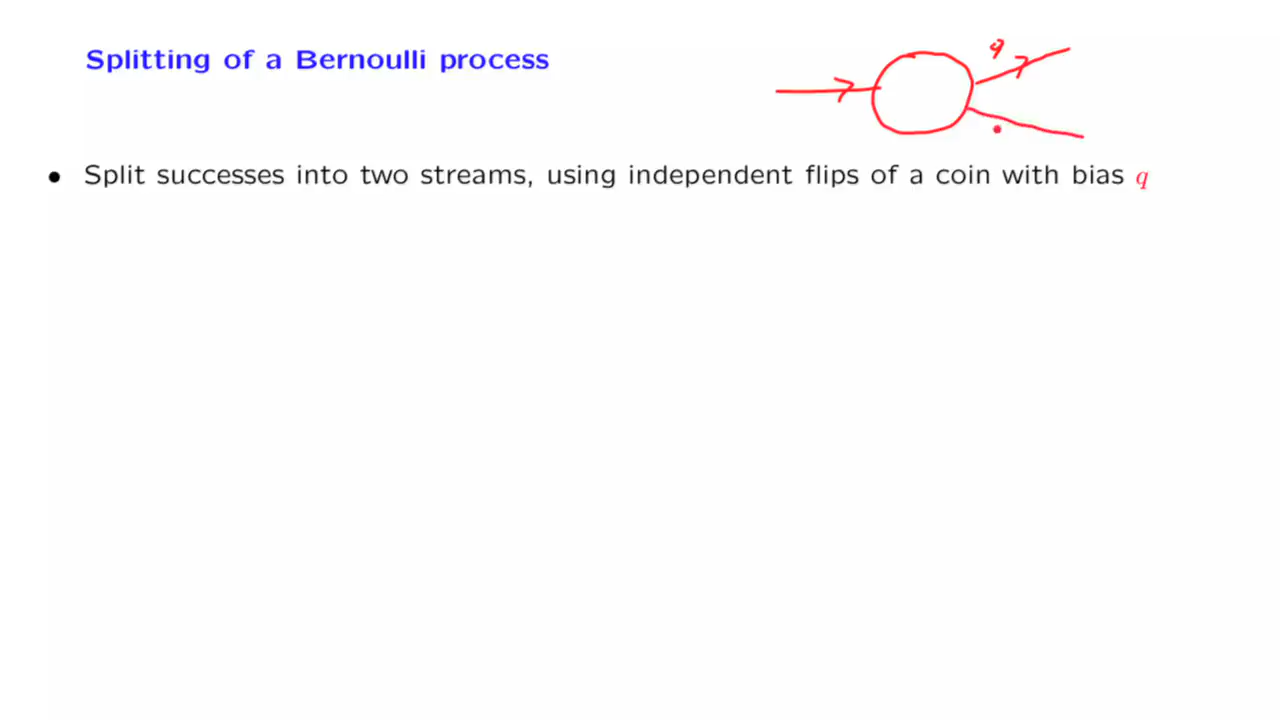 Splitting of a Bernoulli process
q
• Split successes into two streams, using independent flips of a coin with bias q